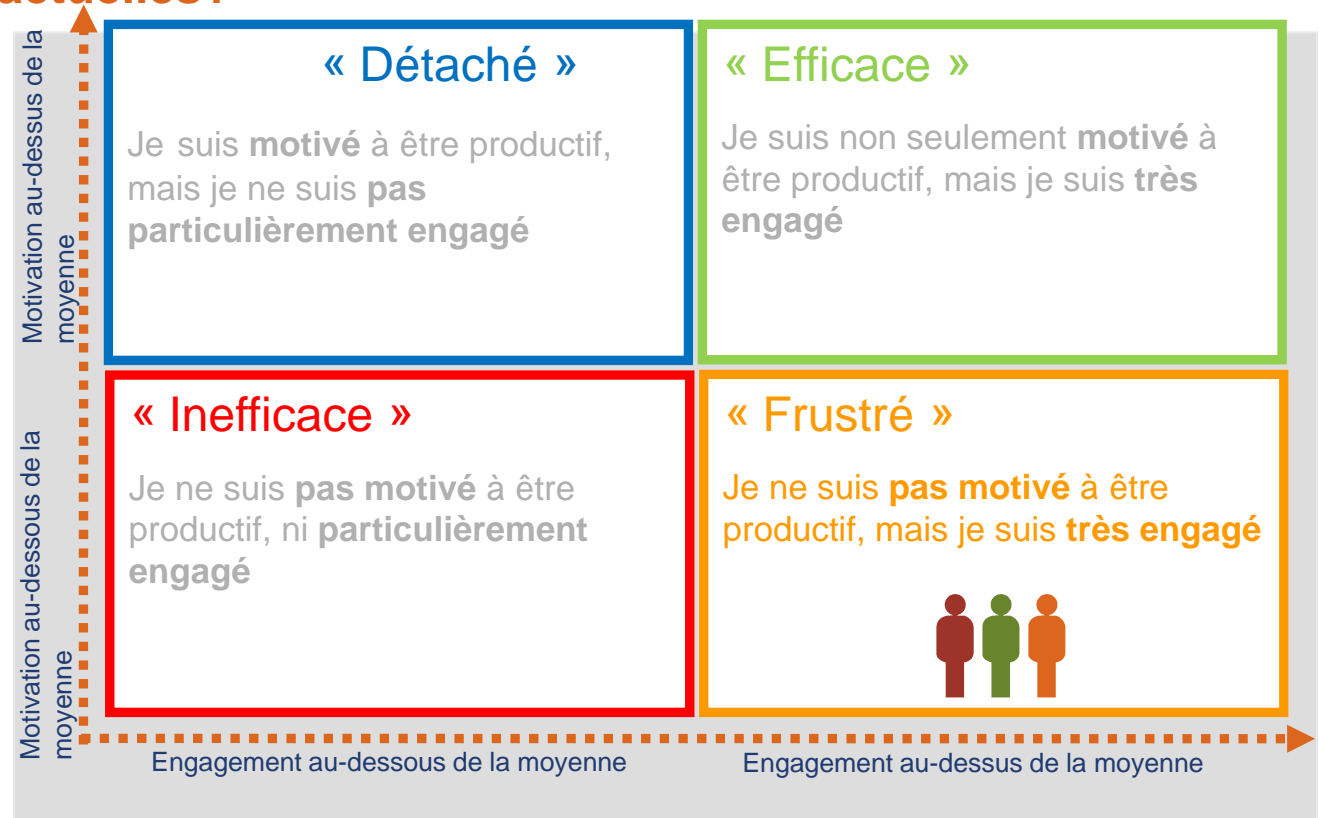 Motivation au-dessus de la
moyenne
« Détaché »
Je suis motivé à être productif,
mais je ne suis pas
particulièrement engagé
« Efficace »
Je suis non seulement motivé à
être productif, mais je suis très
engagé
Motivation au-dessous de la
moyenne
« Inefficace »
Je ne suis pas motivé à être
productif, ni particulièrement
engagé
« Frustré »
Je ne suis pas motivé à être
productif, mais je suis très engagé
Engagement au-dessous de la moyenne
Engagement au-dessus de la moyenne